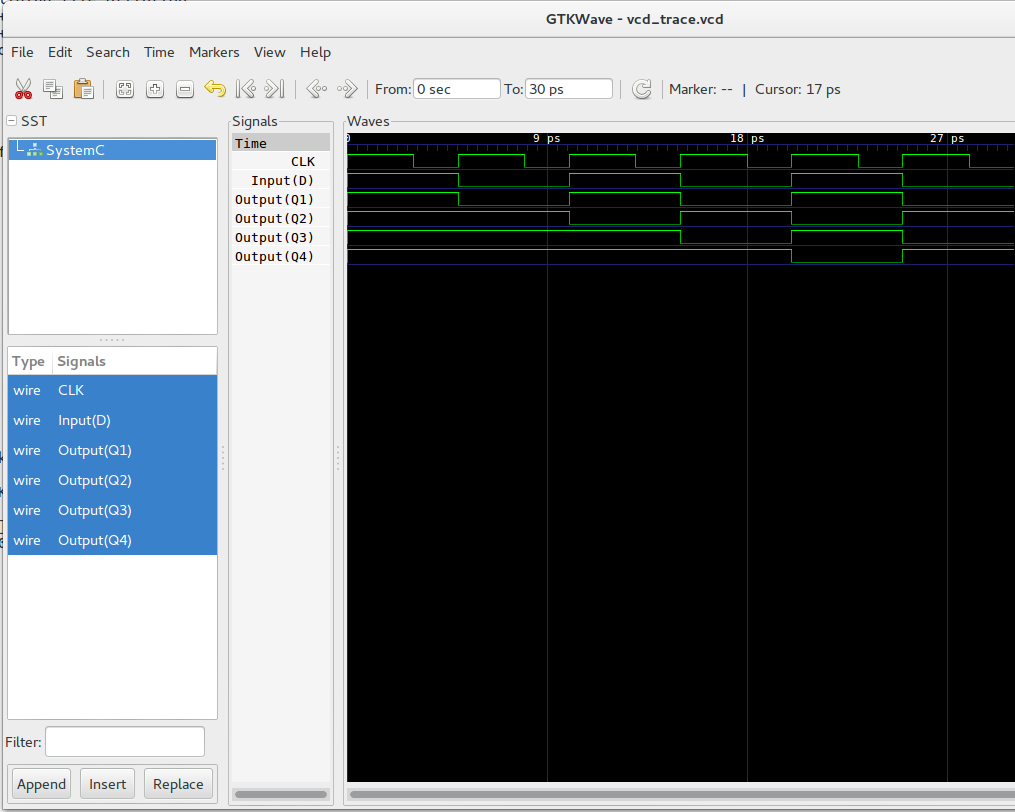 GTKWave - vcd_trace.vcd
File Edit Search Time Markers View Help
From: 0 sec To: 30 ps Marker: -- | Cursor: 17 ps
SST
SystemC
Type Signals
wire CLK
wire Input(D)
wire Output(Q1)
wire Output(Q2)
wire Output(Q3)
wire Output(Q4)
Filter:
Append Insert Replace
Signals
Time
CLK
Input(D)
Output(Q1)
Output(Q2)
Output(Q3)
Output(Q4)
Waves
0 9 ps 18 ps 27 ps